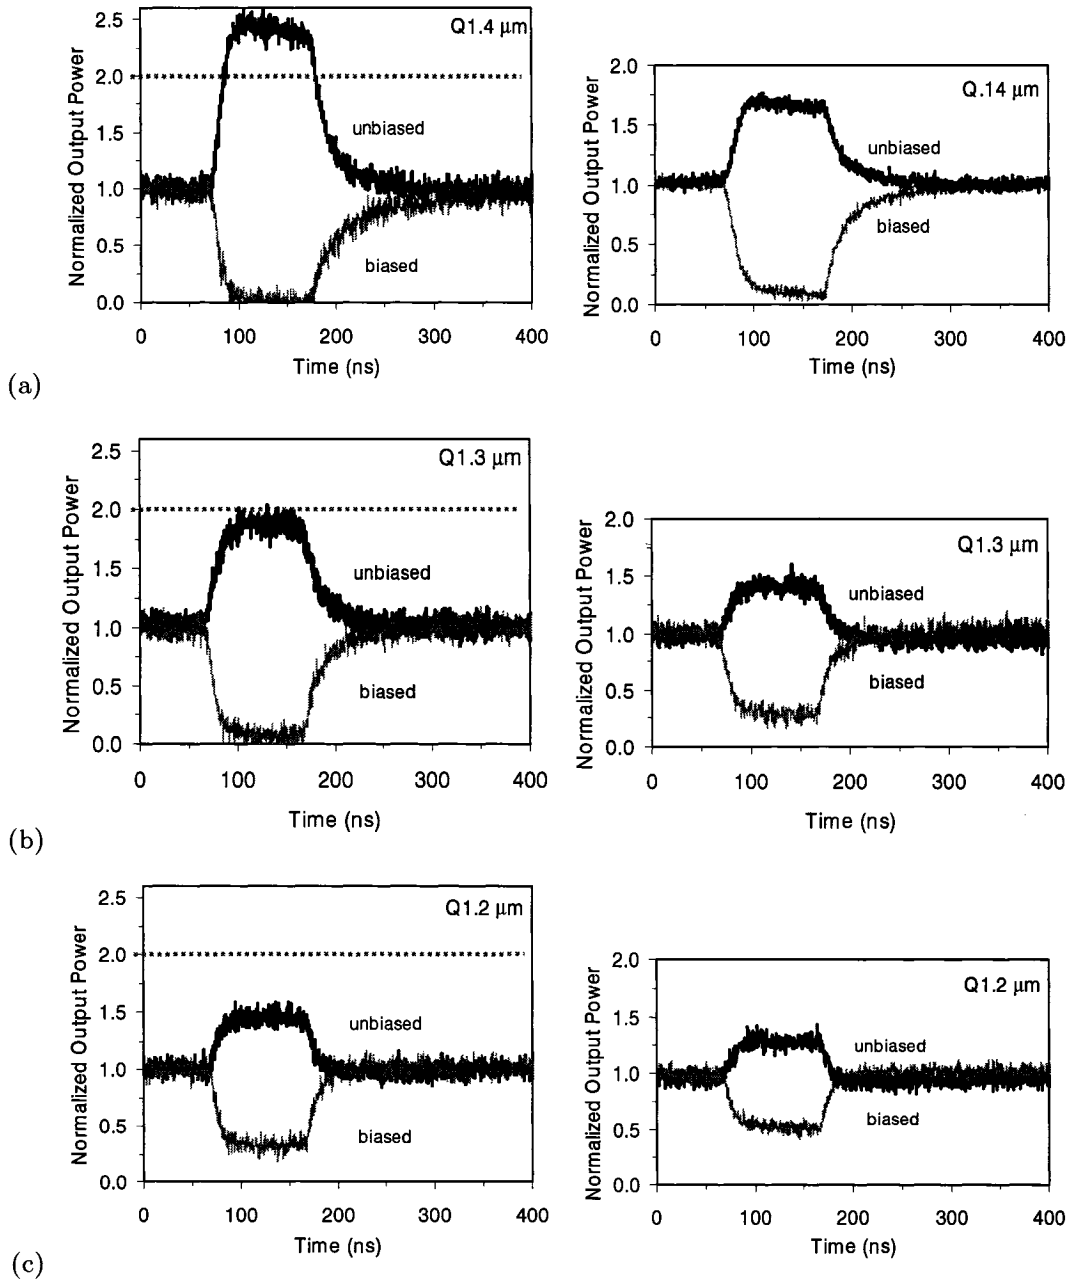 2.5
2.0
1.5
1.0
0.5
0.0
Normalized Output Power
Q1.4 μm
unbiased
biased
0 100 200 300 400
Time (ns)
2.0
1.5
1.0
0.5
0.0
Normalized Output Power
Q.14 μm
unbiased
biased
0 100 200 300 400
Time (ns)
(a)
2.5
2.0
1.5
1.0
0.5
0.0
Normalized Output Power
Q1.3 μm
unbiased
biased
0 100 200 300 400
Time (ns)
2.0
1.5
1.0
0.5
0.0
Normalized Output Power
Q1.3 μm
unbiased
biased
0 100 200 300 400
Time (ns)
(b)
2.5
2.0
1.5
1.0
0.5
0.0
Normalized Output Power
Q1.2 μm
unbiased
biased
0 100 200 300 400
Time (ns)
2.0
1.5
1.0
0.5
0.0
Normalized Output Power
Q1.2 μm
unbiased
biased
0 100 200 300 400
Time (ns)
(c)